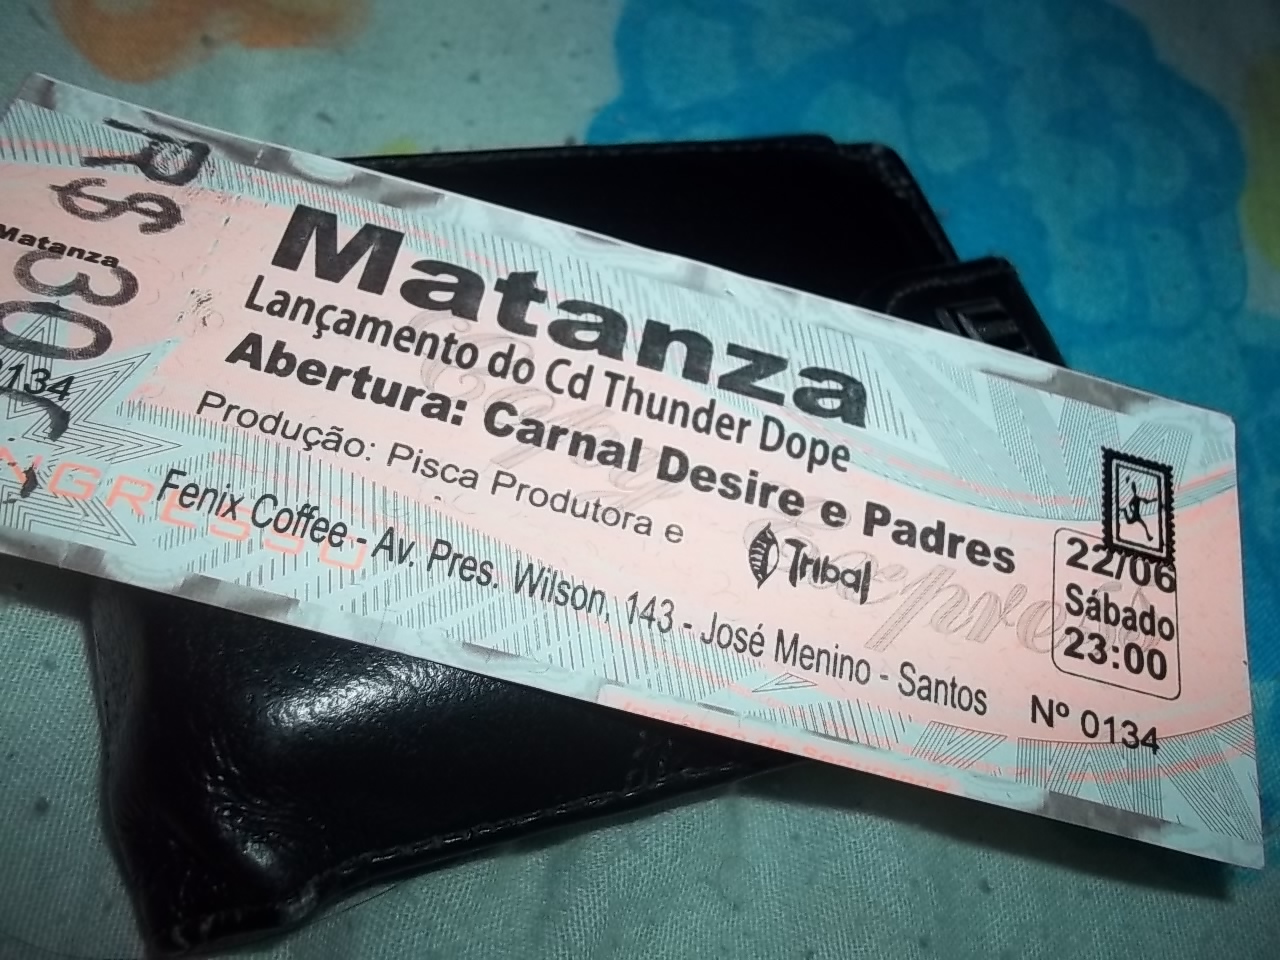 R$ 30
Matanza
0134
Matanza
Lançamento do Cd Thunder Dope
Abertura: Carnal Desire e Padres
Produção: Pisca Produtora e Tribal
Fenix Coffee - Av. Pres. Wilson, 143 - José Menino - Santos
INGRESSO
22/06
Sábado
23:00
Nº 0134